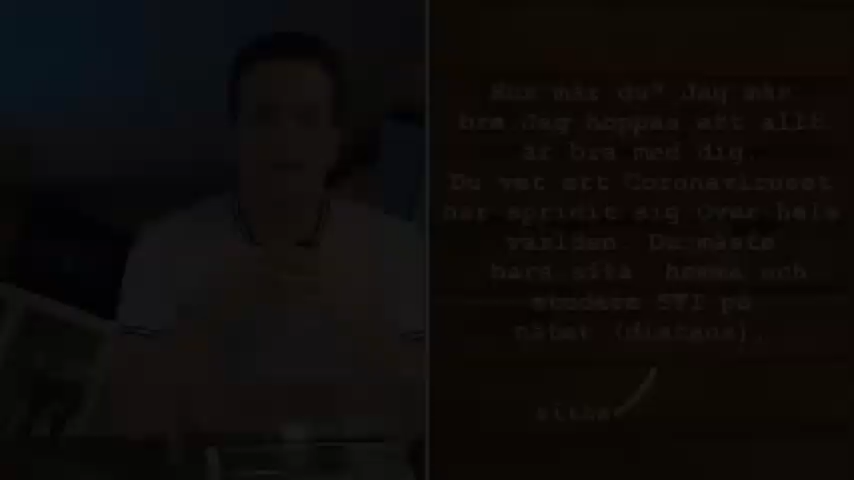 Hur mår du? Jag mår
bra Jag hoppas att allt
är bra med dig.
Du vet att Coronaviruset
har spridit sig över hela
världen Du måste
bara sita hemma och
studera SFI på
nätet (distans).